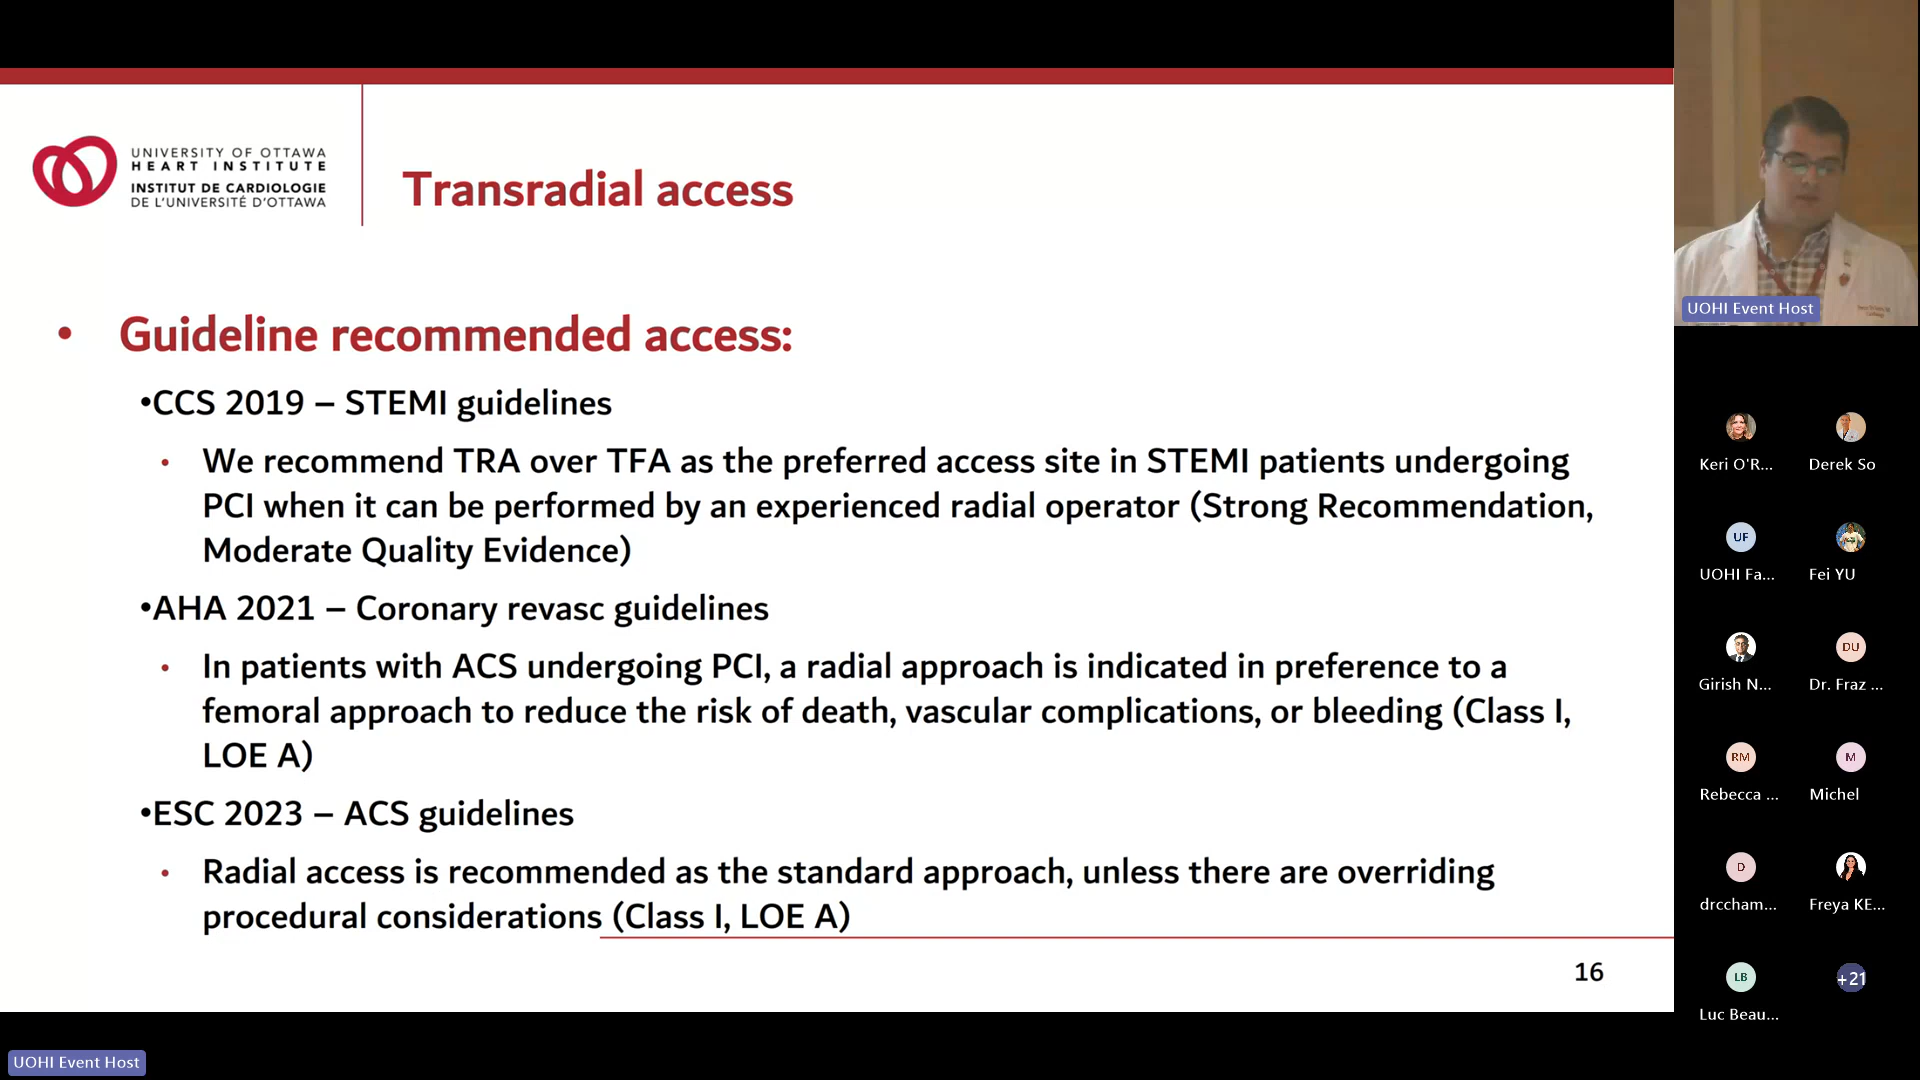 UNIVERSITY OF OTTAWA
HEART INSTITUTE
INSTITUT DE CARDIOLOGIE
DE L'UNIVERSITÉ D'OTTAWA
Transradial access
• Guideline recommended access:
•CCS 2019 – STEMI guidelines
• We recommend TRA over TFA as the preferred access site in STEMI patients undergoing
PCI when it can be performed by an experienced radial operator (Strong Recommendation,
Moderate Quality Evidence)
•AHA 2021 – Coronary revasc guidelines
• In patients with ACS undergoing PCI, a radial approach is indicated in preference to a
femoral approach to reduce the risk of death, vascular complications, or bleeding (Class I,
LOE A)
•ESC 2023 – ACS guidelines
• Radial access is recommended as the standard approach, unless there are overriding
procedural considerations (Class I, LOE A)
16
UOHI Event Host
UOHI Event Host
Keri O'R...
Derek So
UF
UOHI Fa...
Fei YU
Girish N...
DU
Dr. Fraz ...
RM
Rebecca ...
M
Michel
D
drccham...
Freya KE...
LB
Luc Beau...
+21